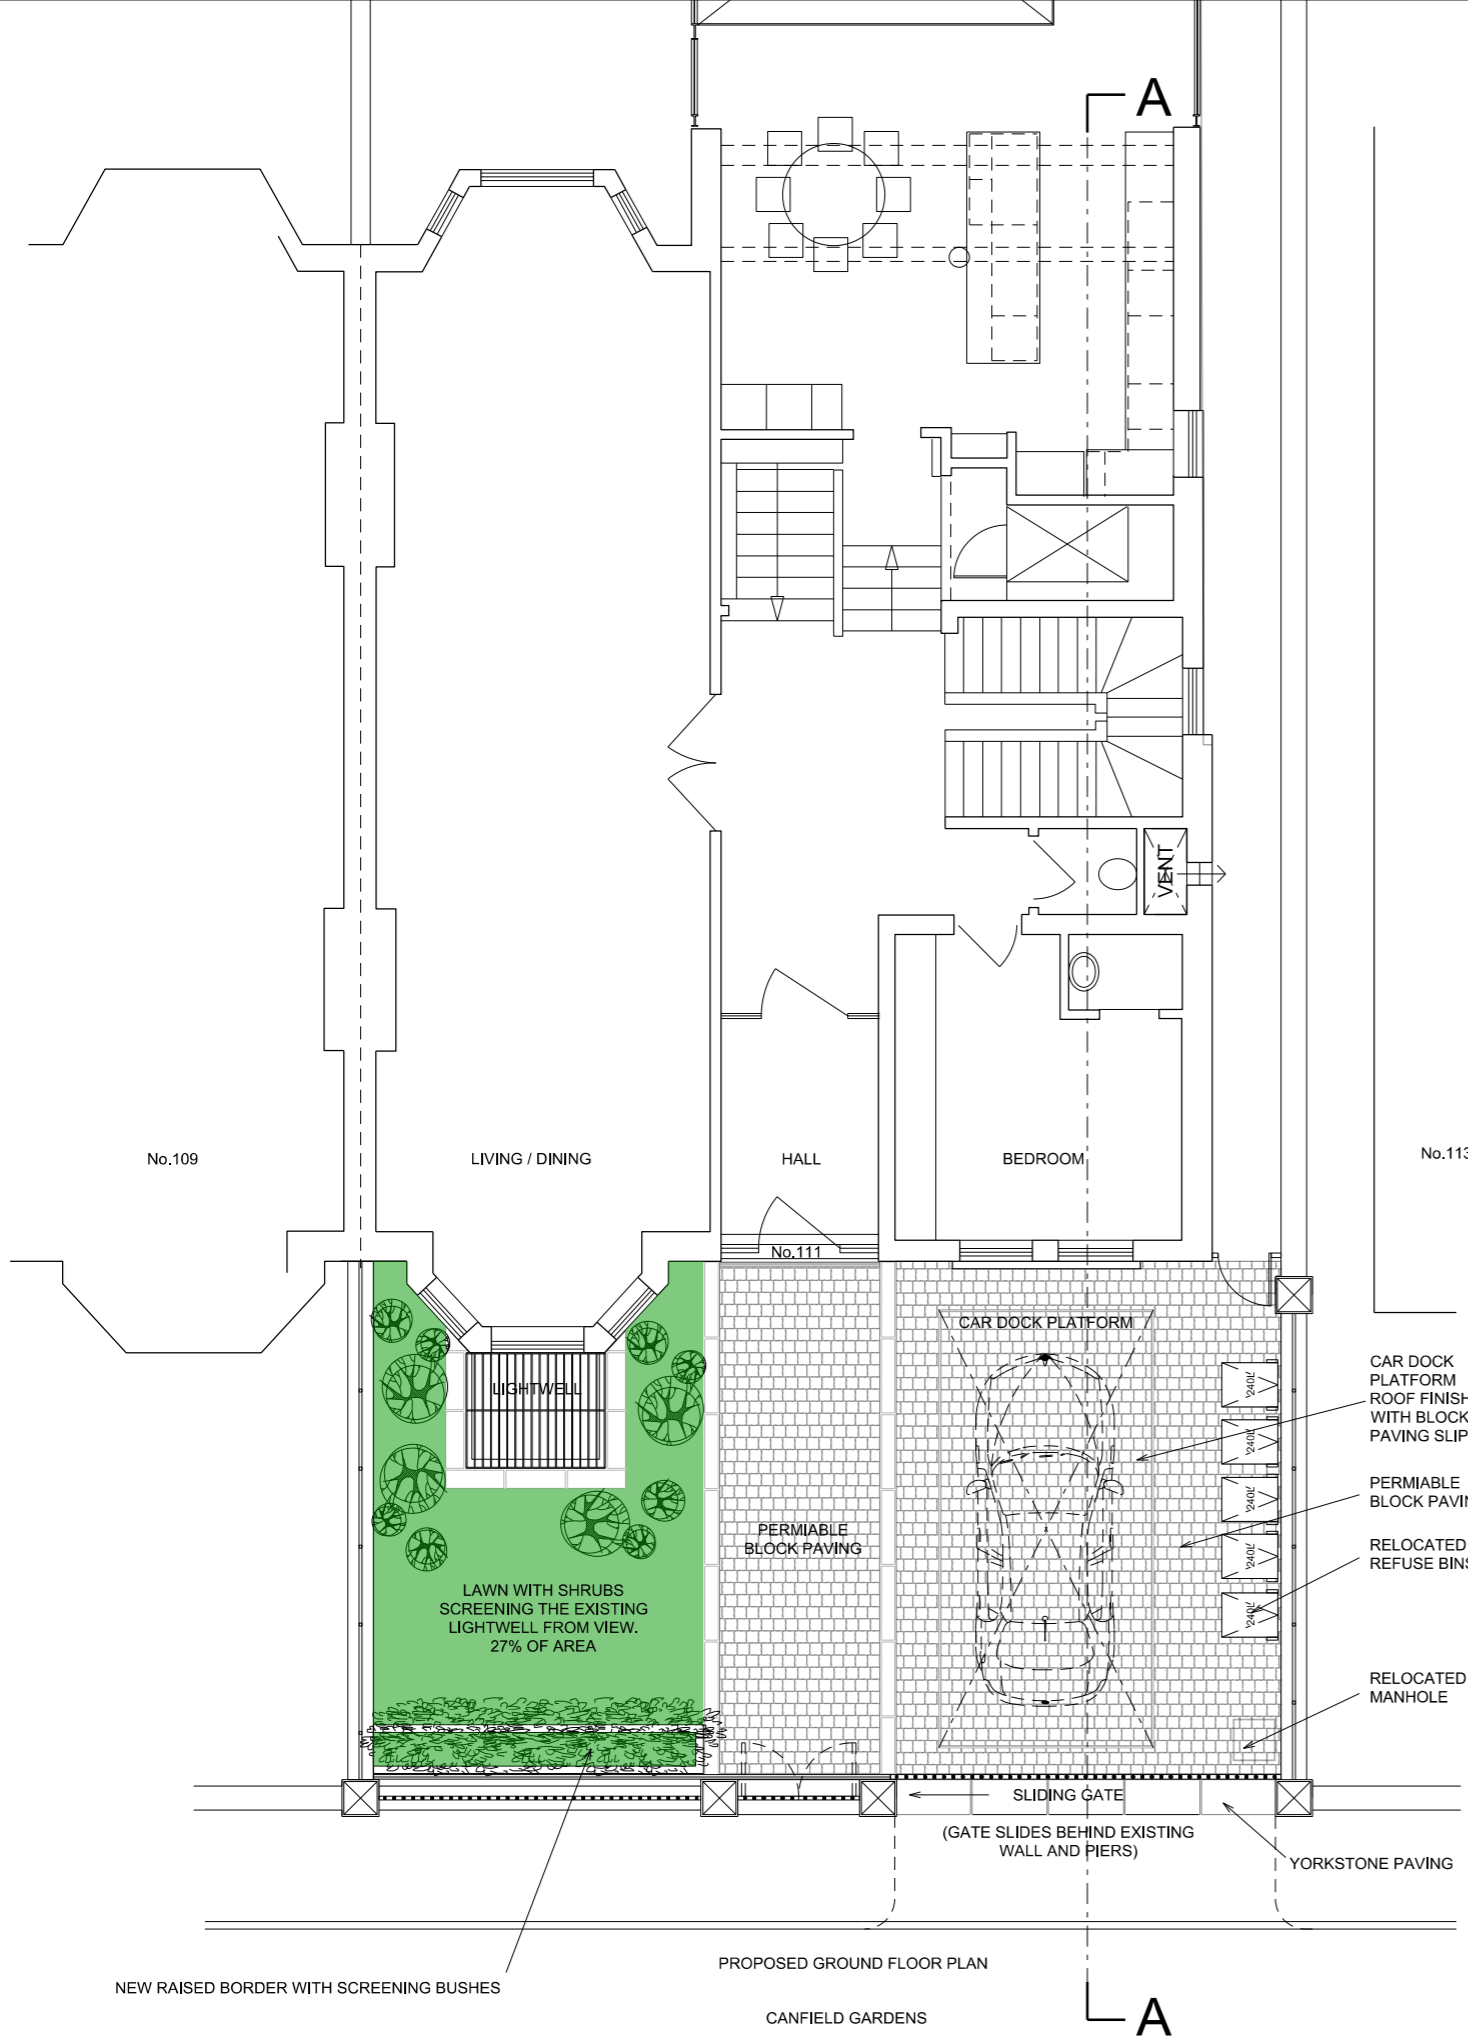 A
VENT
No.109
LIVING / DINING
HALL
BEDROOM
No.113
No.111
CAR DOCK PLATFORM
LIGHTWELL
CAR DOCK
PLATFORM
ROOF FINISH
WITH BLOCK
PAVING SLIP
240L
240L
240L
240L
240L
PERMIABLE
BLOCK PAVING
PERMIABLE
BLOCK PAVIN
RELOCATED
REFUSE BINS
LAWN WITH SHRUBS
SCREENING THE EXISTING
LIGHTWELL FROM VIEW.
27% OF AREA
RELOCATED
MANHOLE
SLIDING GATE
(GATE SLIDES BEHIND EXISTING
WALL AND PIERS)
YORKSTONE PAVING
NEW RAISED BORDER WITH SCREENING BUSHES
PROPOSED GROUND FLOOR PLAN
CANFIELD GARDENS
A